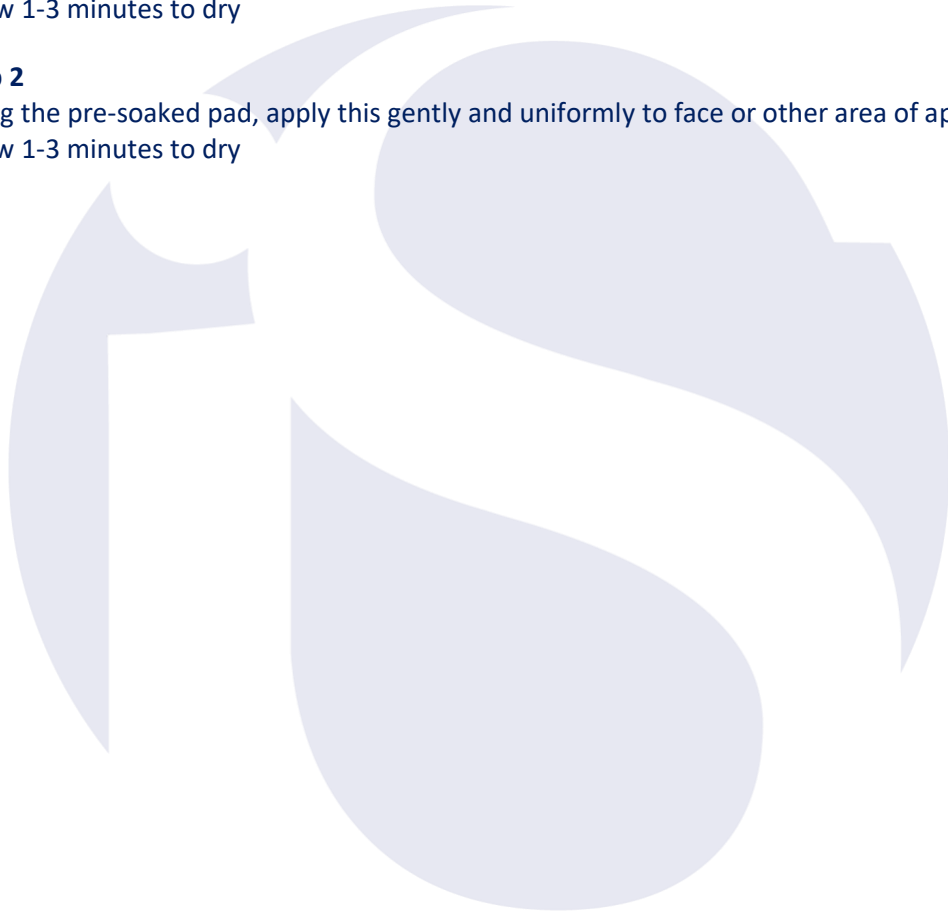 w 1-3 minutes to dry
2
g the pre-soaked pad, apply this gently and uniformly to face or other area of ap
w 1-3 minutes to dry
iS